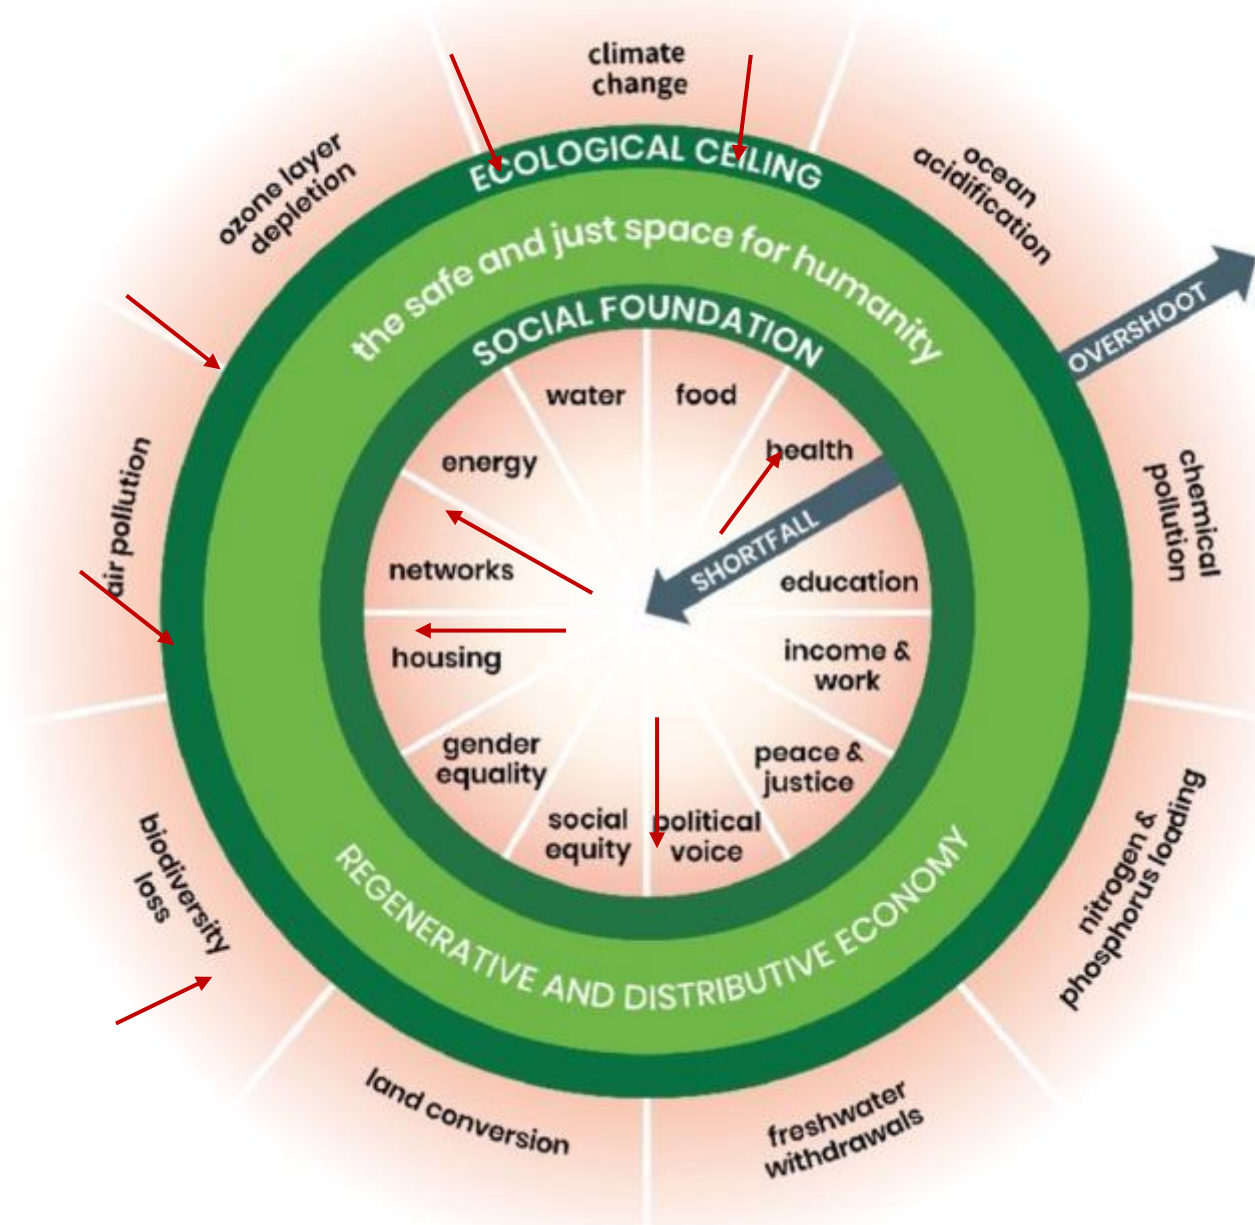 climate
change
ocean
acidification
ozone layer
depletion
ECOLOGICAL CEILING
the safe and just space for humanity
OVERSHOOT
SOCIAL FOUNDATION
water
food
energy
health
air pollution
chemical
pollution
SHORTFALL
networks
education
housing
income &
work
gender
equality
peace &
justice
social
equity
political
voice
biodiversity
loss
nitrogen &
phosphorus loading
REGENERATIVE AND DISTRIBUTIVE ECONOMY
land conversion
freshwater
withdrawals